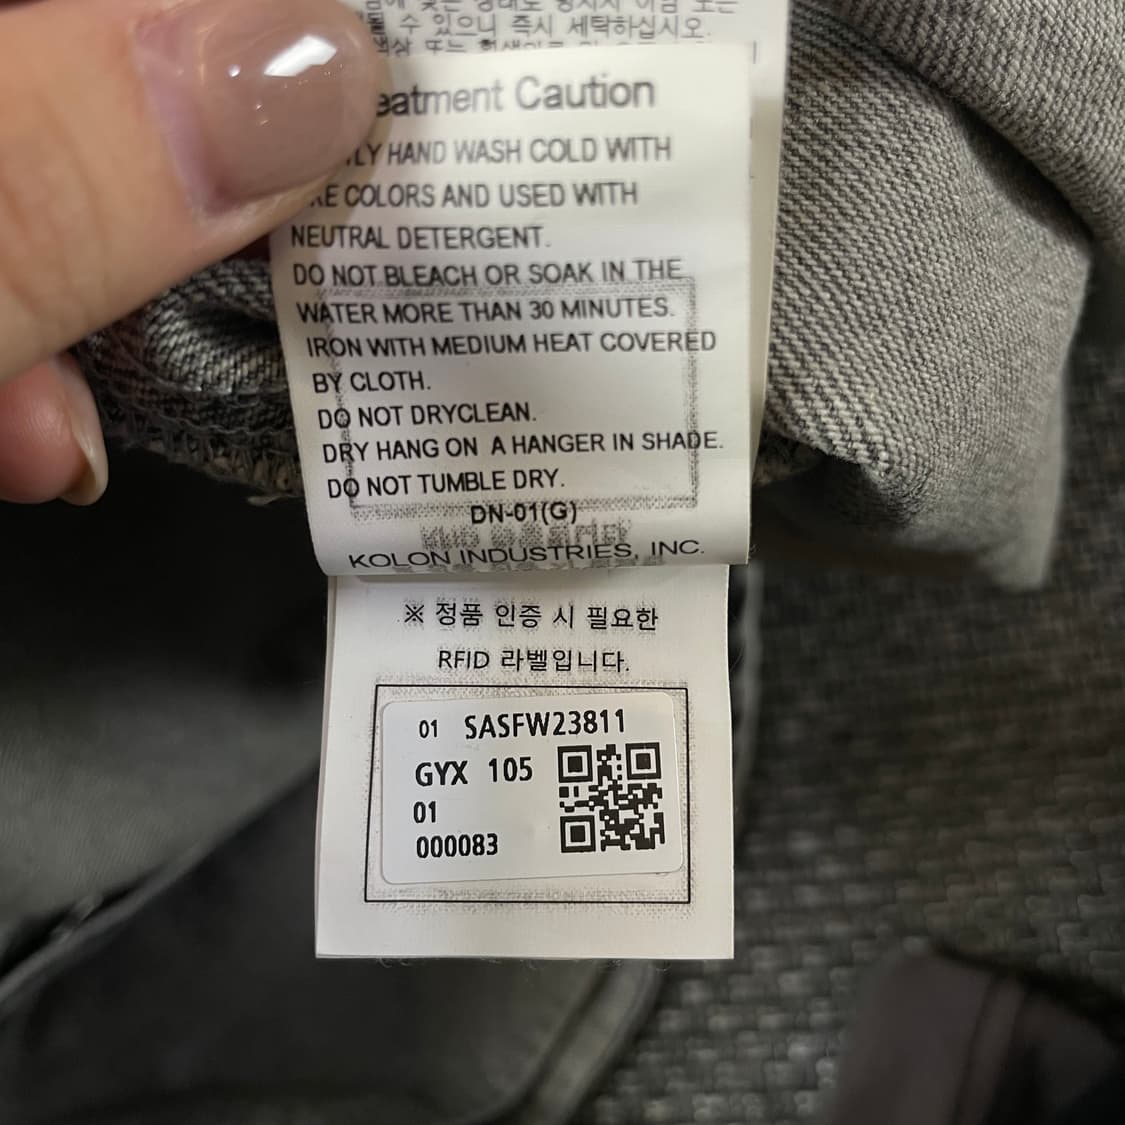 수 있으니 즉시 세탁하십시오.
eatment Caution
LY HAND WASH COLD WITH
KE COLORS AND USED WITH
NEUTRAL DETERGENT.
DO NOT BLEACH OR SOAK IN THE
WATER MORE THAN 30 MINUTES.
IRON WITH MEDIUM HEAT COVERED
BY CLOTH.
DO NOT DRYCLEAN.
DRY HANG ON A HANGER IN SHADE.
DO NOT TUMBLE DRY.
DN-01(G)
KOLON INDUSTRIES, INC.
※ 정품 인증 시 필요한
RFID 라벨입니다.
01 SASFW23811
GYX 105
01
000083